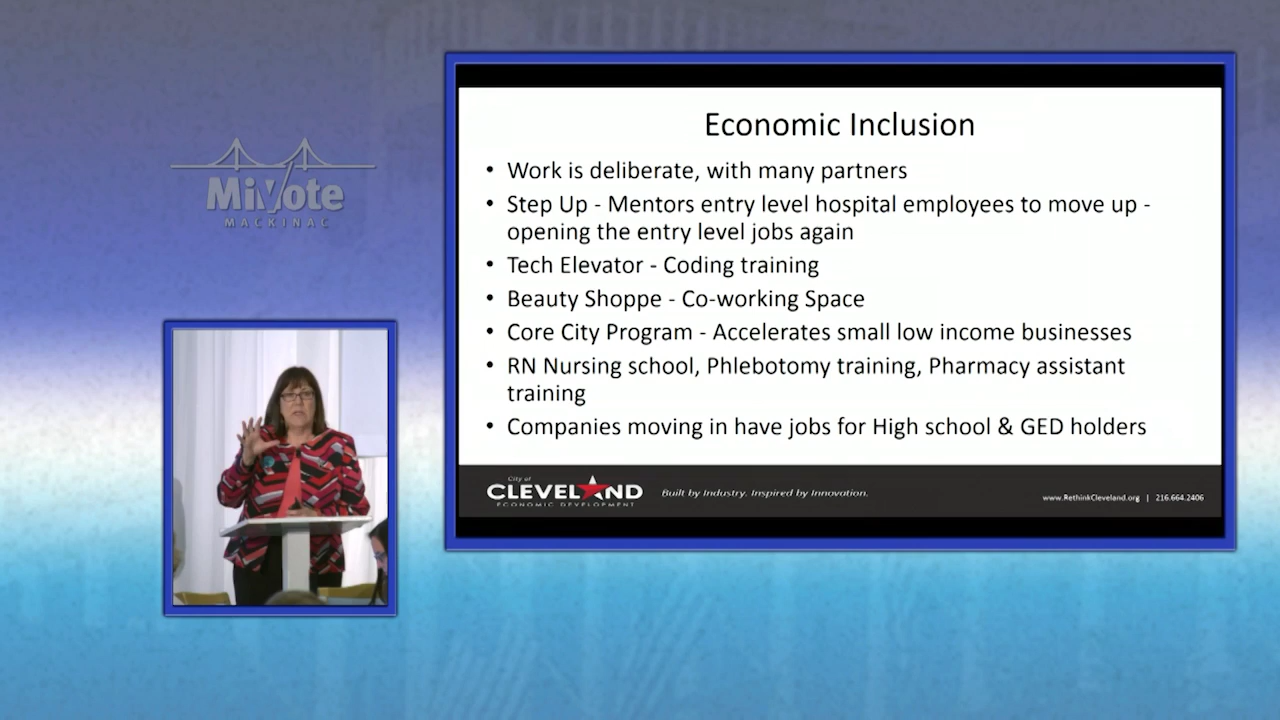 MiVote
MACKINAC
Economic Inclusion
• Work is deliberate, with many partners
• Step Up - Mentors entry level hospital employees to move up -
opening the entry level jobs again
• Tech Elevator - Coding training
• Beauty Shoppe - Co-working Space
• Core City Program - Accelerates small low income businesses
• RN Nursing school, Phlebotomy training, Pharmacy assistant
training
• Companies moving in have jobs for High school & GED holders
City of
CLEVELAND
ECONOMIC DEVELOPMENT
Built by Industry. Inspired by Innovation.
www.RethinkCleveland.org | 216.664.2406